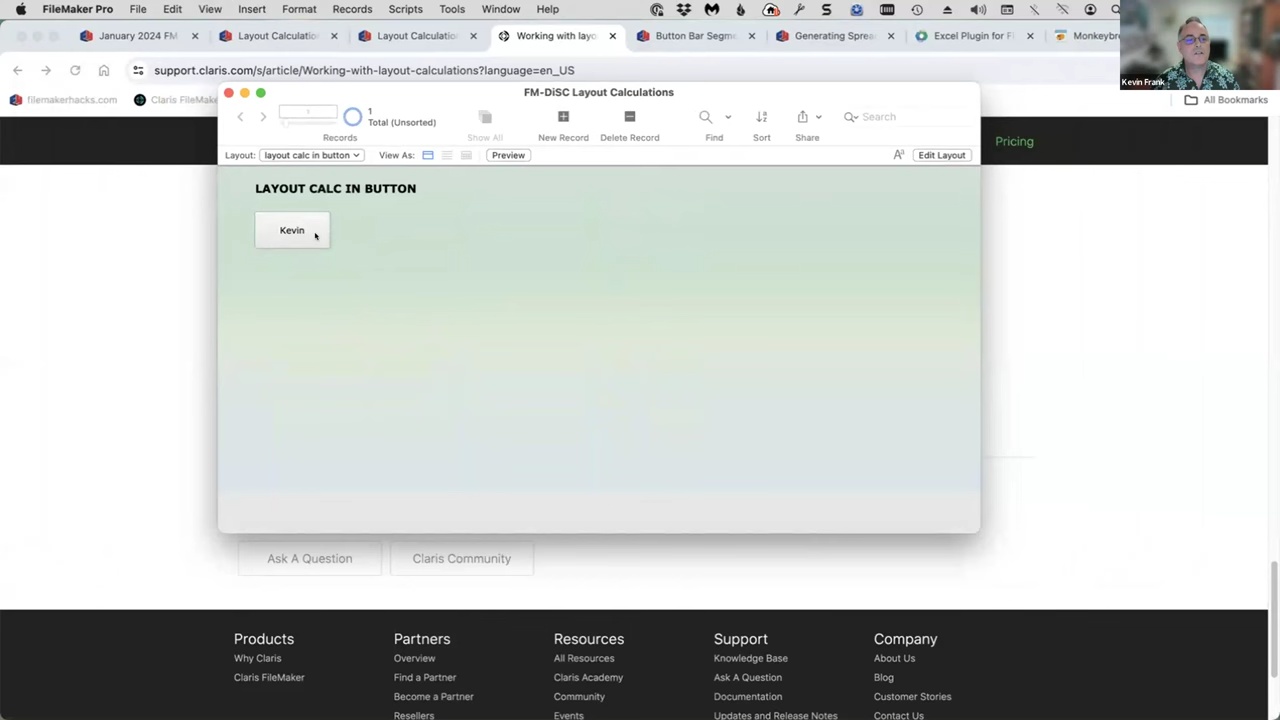 FileMaker Pro File Edit View Insert Format Records Scripts Tools Window Help
January 2024 FM
Layout Calculatio
Layout Calculation
Working with layo
Button Bar Segme
Generating Sprea
Excel Plugin for Fi
Monkeybre
support.claris.com/s/article/Working-with-layout-calculations?language=en_US
filemakerhacks.com
Claris FileMake
All Bookmarks
Kevin Frank
Pricing
FM-DiSC Layout Calculations
1
Total (Unsorted)
Records
Show All
New Record
Delete Record
Find
Sort
Share
Search
Layout: layout calc in button View As: Preview
Edit Layout
LAYOUT CALC IN BUTTON
Kevin
Ask A Question
Claris Community
Products
Why Claris
Claris FileMaker
Partners
Overview
Find a Partner
Become a Partner
Resellers
Resources
All Resources
Claris Academy
Community
Events
Support
Knowledge Base
Ask A Question
Documentation
Updates and Release Notes
Company
About Us
Blog
Customer Stories
Contact Us